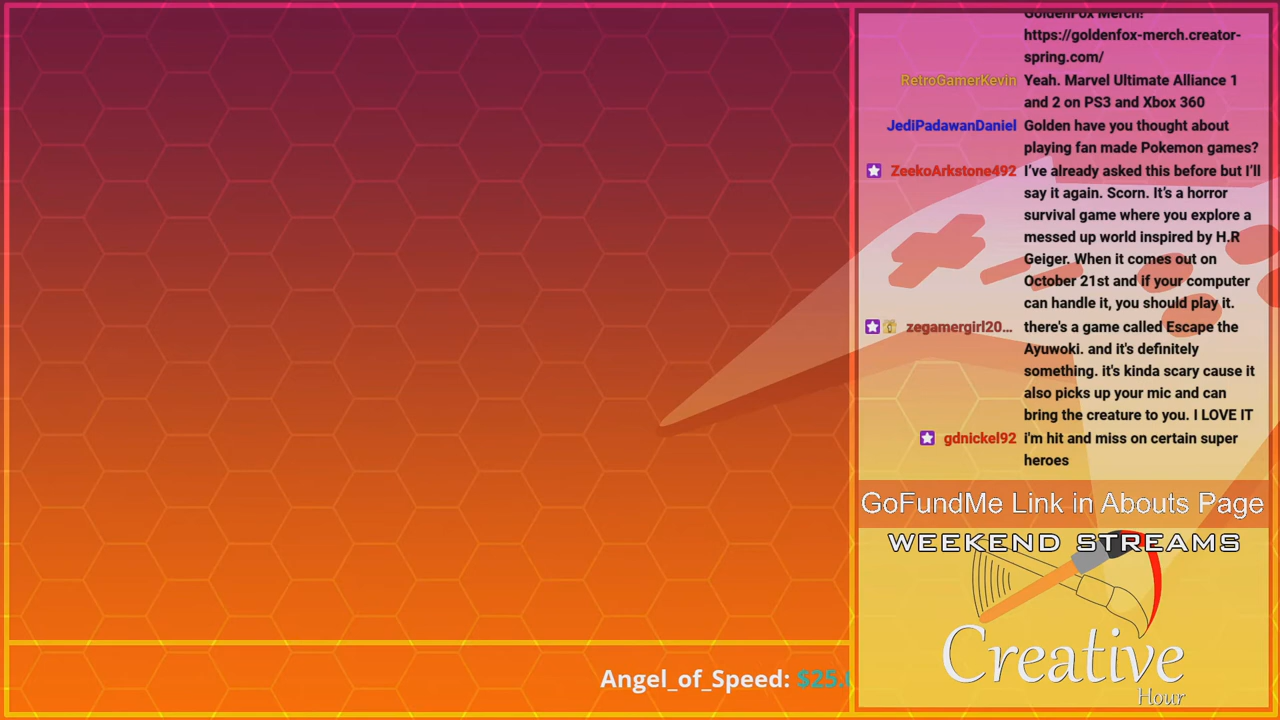 GoldenFox Merch!
https://goldenfox-merch.creator-
spring.com/
RetroGamerKevin Yeah. Marvel Ultimate Alliance 1
and 2 on PS3 and Xbox 360
JediPadawanDaniel Golden have you thought about
playing fan made Pokemon games?
ZeekoArkstone492 I've already asked this before but I'll
say it again. Scorn. It's a horror
survival game where you explore a
messed up world inspired by H.R
Geiger. When it comes out on
October 21st and if your computer
can handle it, you should play it.
zegamergirl20... there's a game called Escape the
Ayuwoki. and it's definitely
something. it's kinda scary cause it
also picks up your mic and can
bring the creature to you. I LOVE IT
gdnickel92 i'm hit and miss on certain super
heroes
GoFundMe Link in Abouts Page
WEEKEND STREAMS
Creative
Hour
Angel_of_Speed: $25.